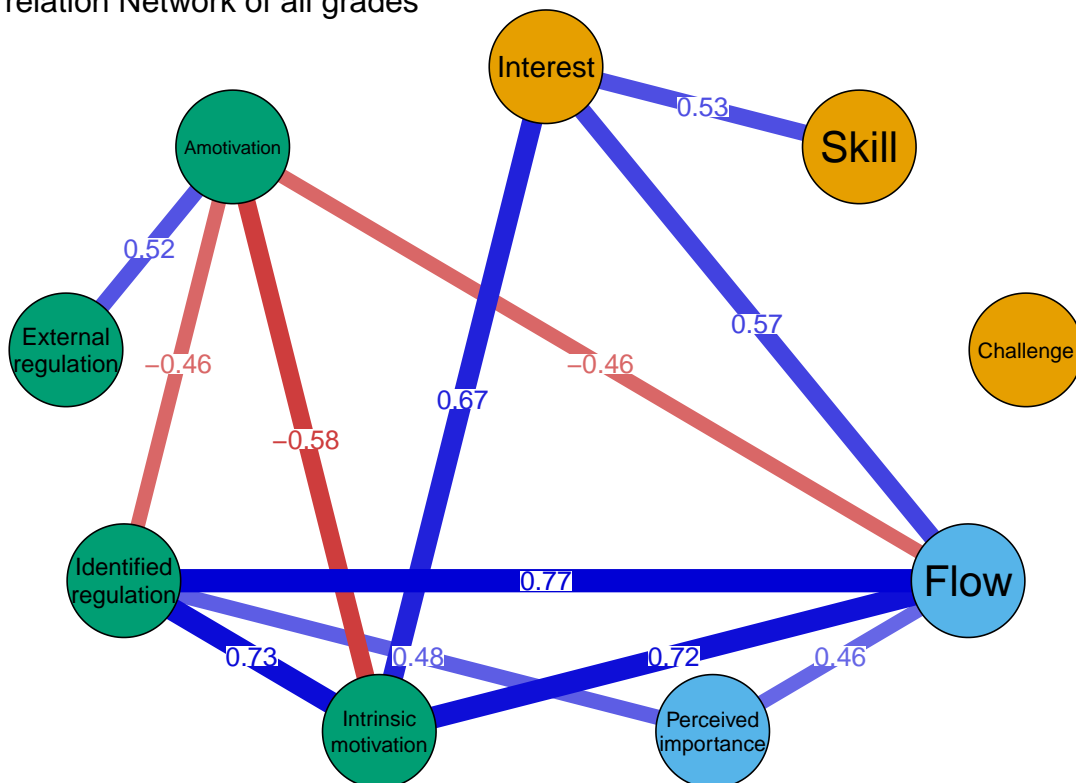 relation Network of all grades
Interest
0.53
Skill
Amotivation
0.52
External
regulation
−0.46
−0.46
0.57
Challenge
0.67
−0.58
Identified
regulation
0.77
Flow
0.73
0.48
0.72
0.46
Intrinsic
motivation
Perceived
importance